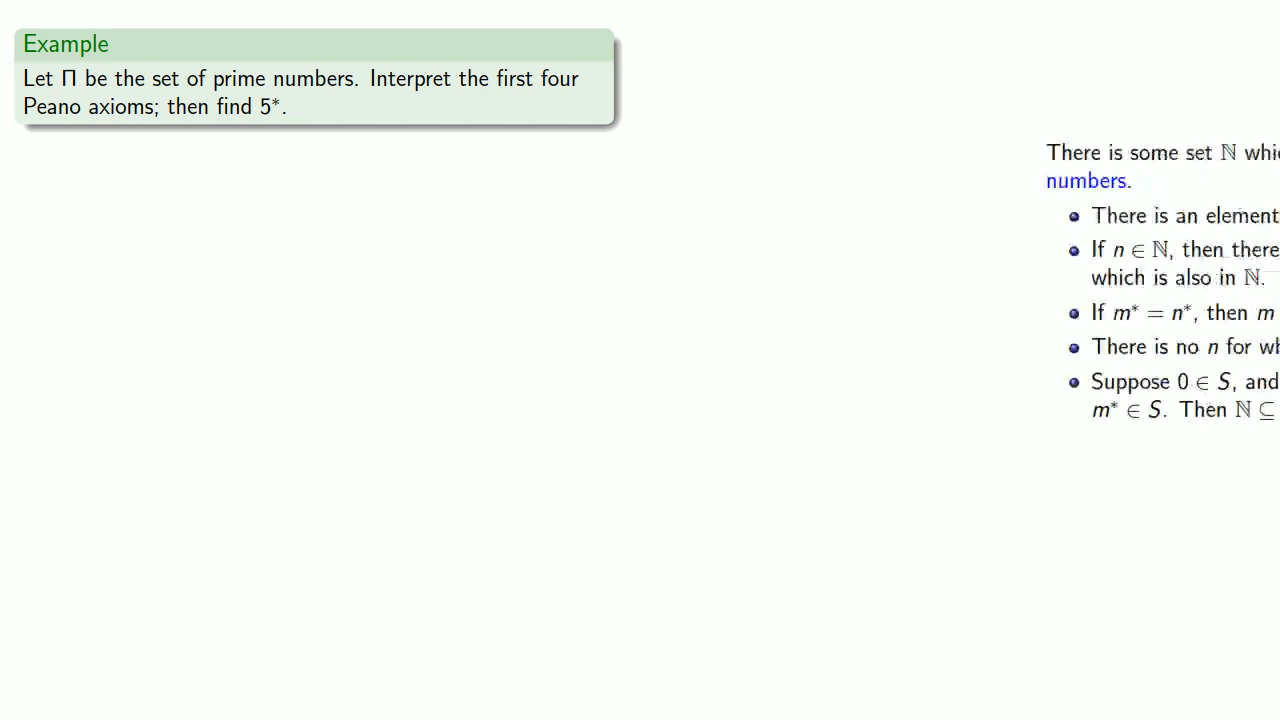 Example
Let Π be the set of prime numbers. Interpret the first four
Peano axioms; then find 5*.
There is some set ℕ
numbers.
• There is an element
• If n ∈ ℕ, then there
which is also in ℕ.
• If m* = n*, then m
• There is no n for
• Suppose 0 ∈ S, and
m* ∈ S. Then ℕ ⊆